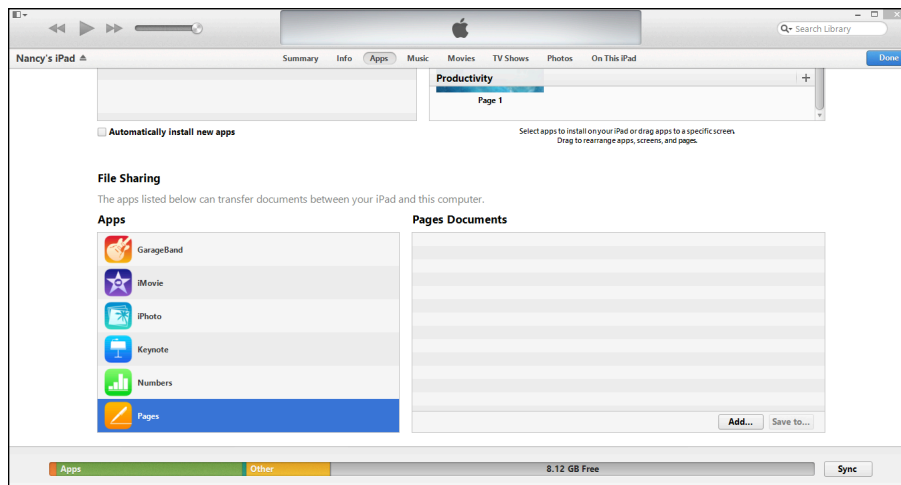 Search Library
Nancy's iPad
Summary Info Apps Music Movies TV Shows Photos On This iPad
Done
Productivity
Page 1
Automatically install new apps
Select apps to install on your iPad or drag apps to a specific screen.
Drag to rearrange apps, screens, and pages.
File Sharing
The apps listed below can transfer documents between your iPad and this computer.
Apps
Pages Documents
GarageBand
iMovie
iPhoto
Keynote
Numbers
Pages
Add... Save to...
Apps Other 8.12 GB Free Sync